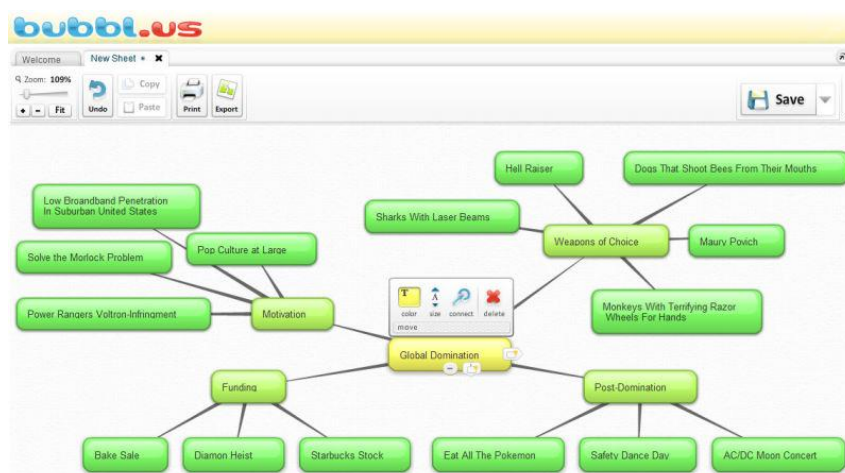 bubbl.us
Welcome
New Sheet
Zoom: 109%
Fit
Undo
Copy
Paste
Print
Export
Save
Hell Raiser
Dogs That Shoot Bees From Their Mouths
Low Broandband Penetration
In Suburban United States
Sharks With Laser Beams
Pop Culture at Large
Weapons of Choice
Maury Povich
Solve the Morlock Problem
color
size
connect
delete
move
Power Rangers Voltron-Infringment
Motivation
Monkeys With Terrifying Razor
Wheels For Hands
Global Domination
Funding
Post-Domination
Bake Sale
Diamon Heist
Starbucks Stock
Eat All The Pokemon
Safety Dance Day
AC/DC Moon Concert